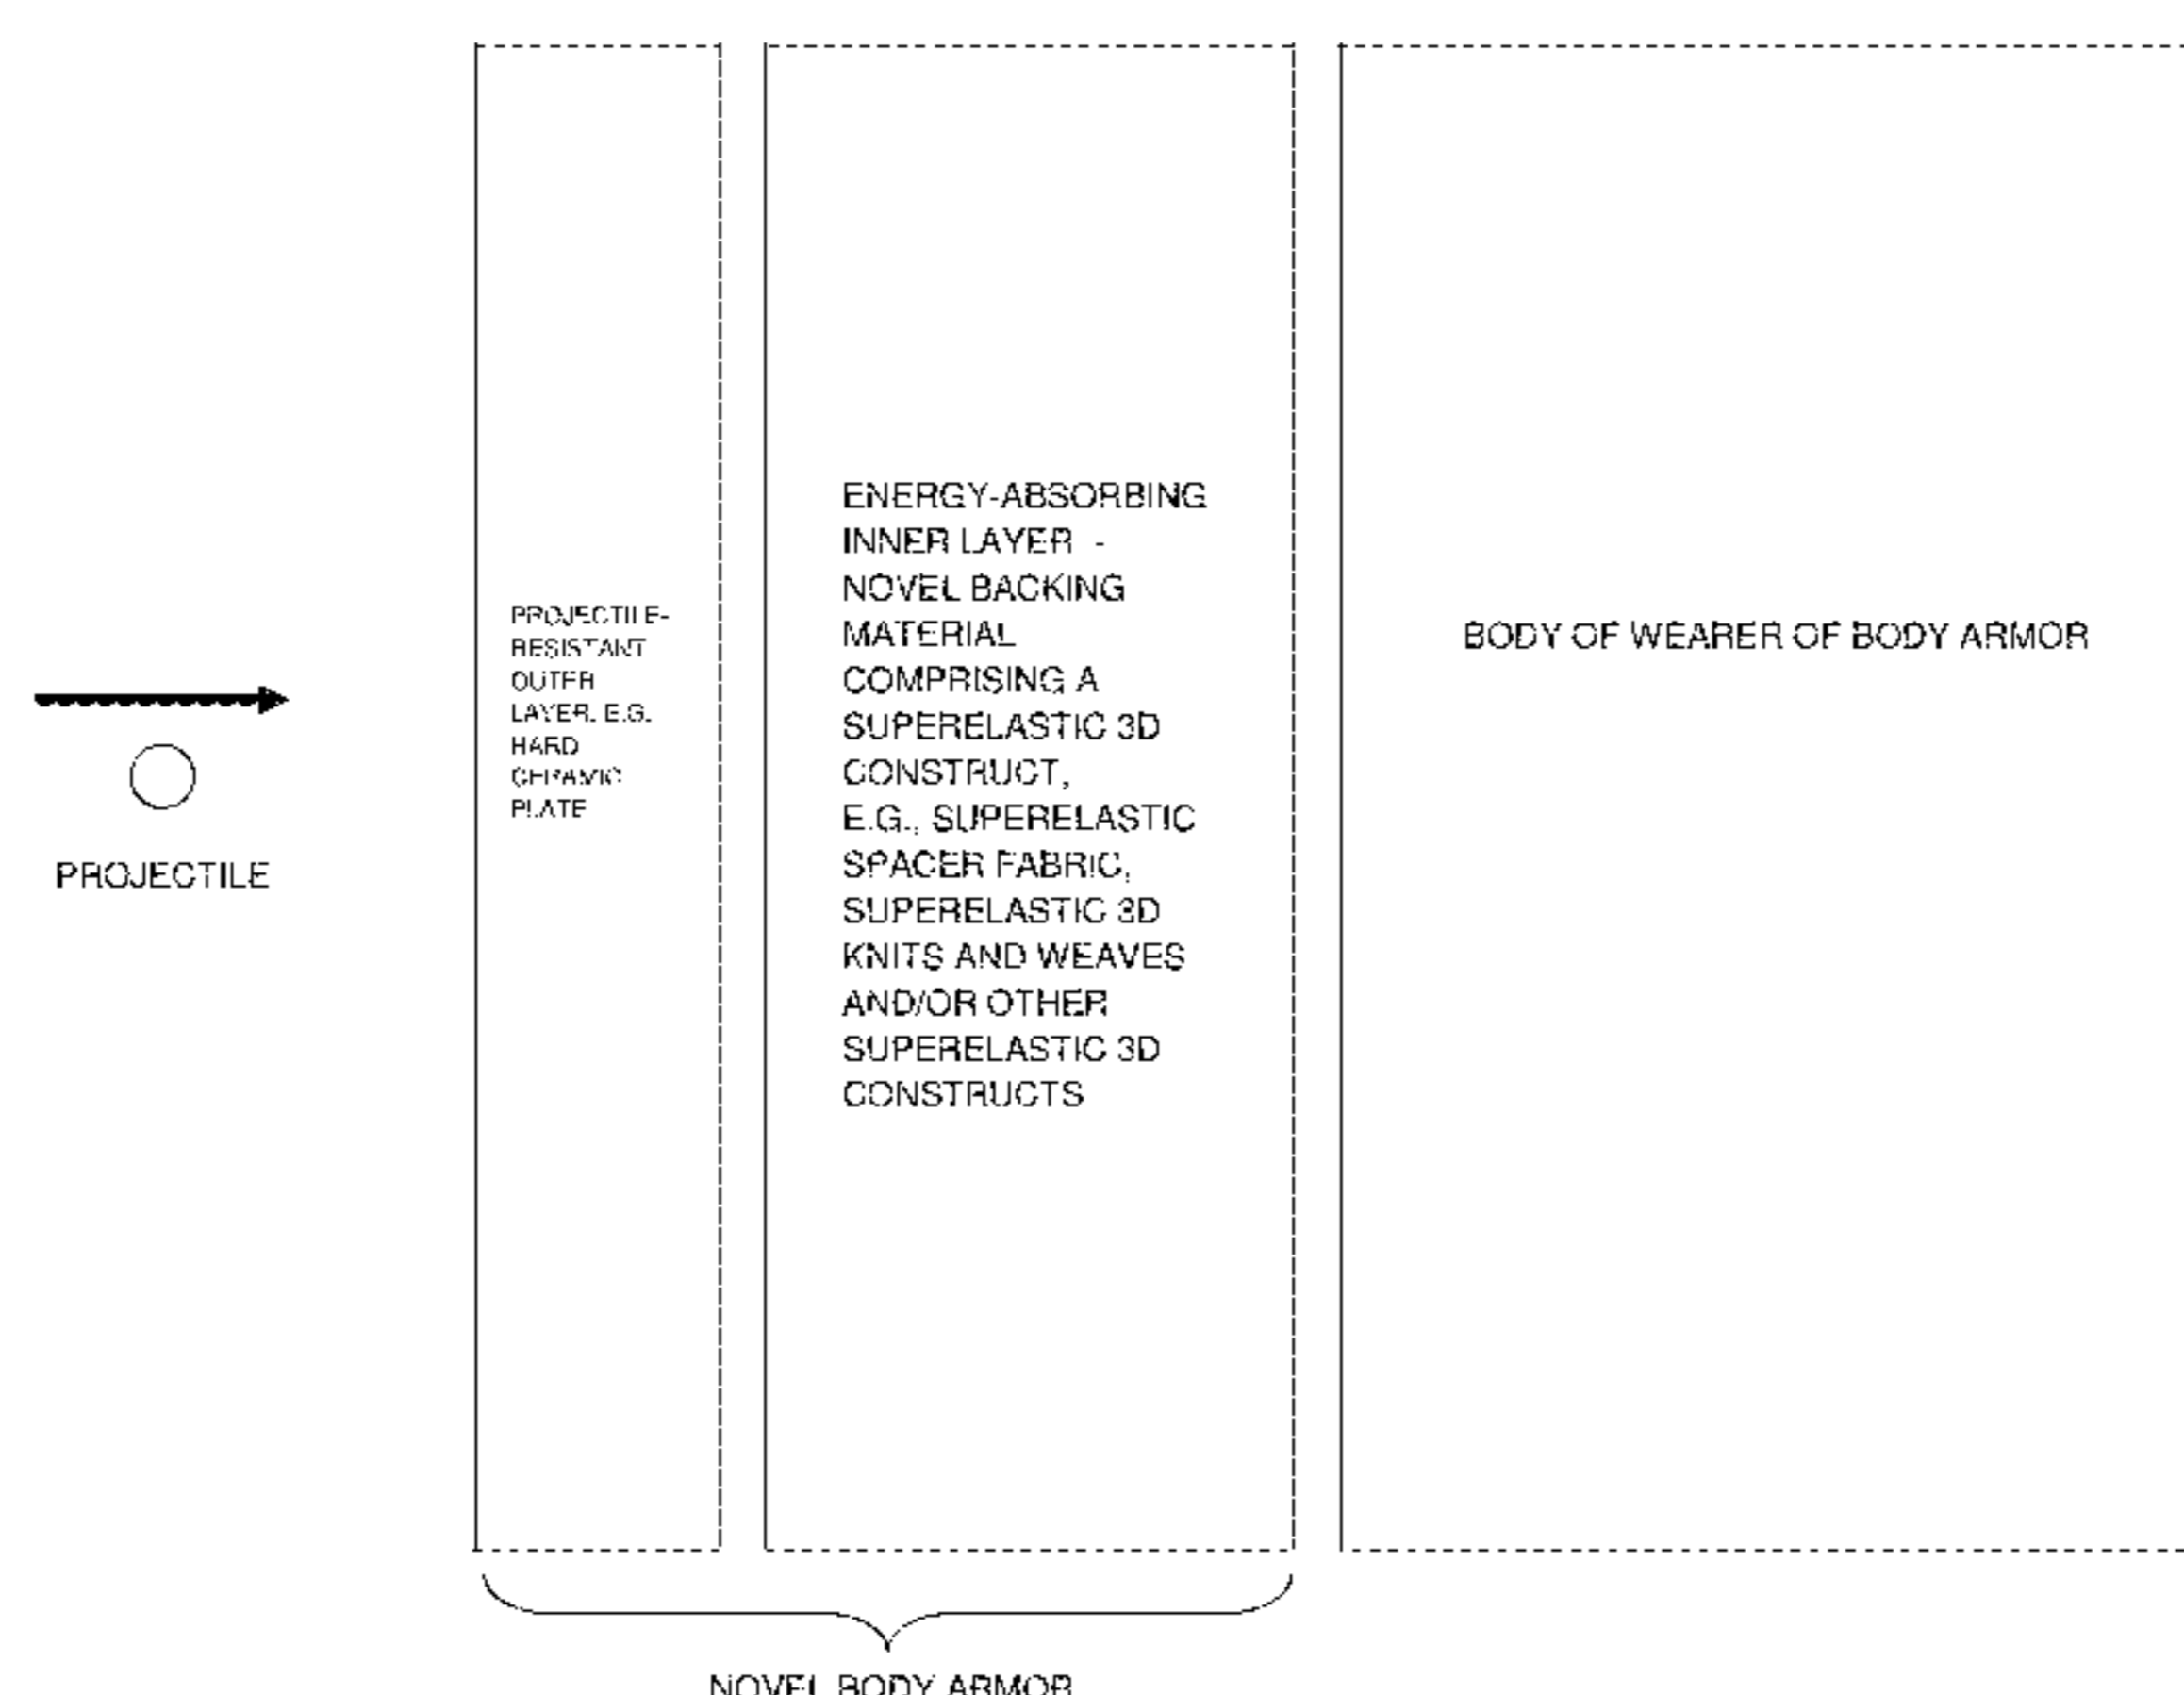 PROJECTILE
PROJECTILE-
RESISTANT
OUTER
LAYER, E.G.
HARD
CERAMIC
PLATE
ENERGY-ABSORBING
INNER LAYER -
NOVEL BACKING
MATERIAL
COMPRISING A
SUPERELASTIC 3D
CONSTRUCT,
E.G., SUPERELASTIC
SPACER FABRIC,
SUPERELASTIC 3D
KNITS AND WEAVES
AND/OR OTHER
SUPERELASTIC 3D
CONSTRUCTS
BODY OF WEARER OF BODY ARMOR
NOVEL BODY ARMOR